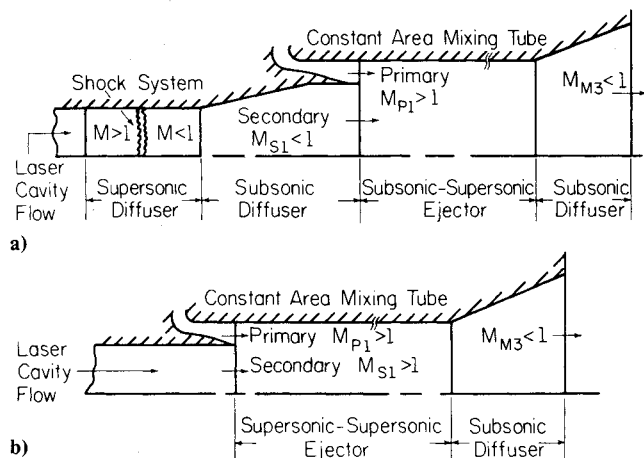 Constant Area Mixing Tube
Shock System
Primary
M_P1>1
M_M3<1
M>1
M<1
Secondary
M_S1<1
Laser
Cavity
Flow
Supersonic
Diffuser
Subsonic
Diffuser
Subsonic-Supersonic
Ejector
Subsonic
Diffuser
a)
Constant Area Mixing Tube
Primary M_P1>1
M_M3<1
Laser
Cavity
Flow
Secondary M_S1>1
Supersonic-Supersonic
Ejector
Subsonic
Diffuser
b)